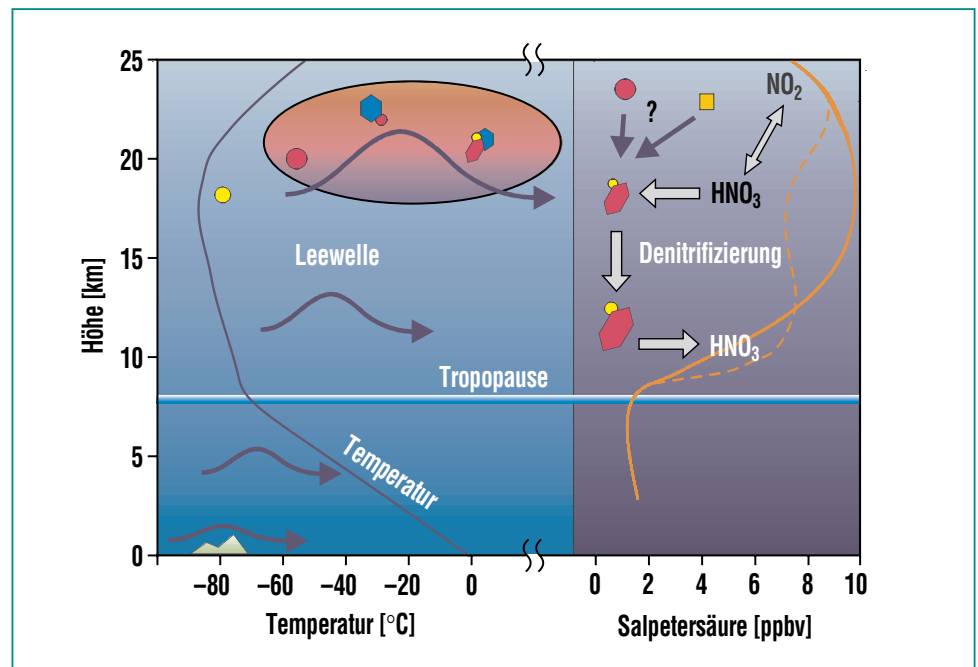 Höhe [km]
25
20
15
10
5
0
Leewelle
Tropopause
Temperatur
–80
–60
–40
–20
0
Temperatur [°C]
?
NO₂
HNO₃
Denitrifizierung
HNO₃
0
2
4
6
8
10
Salpetersäure [ppbv]